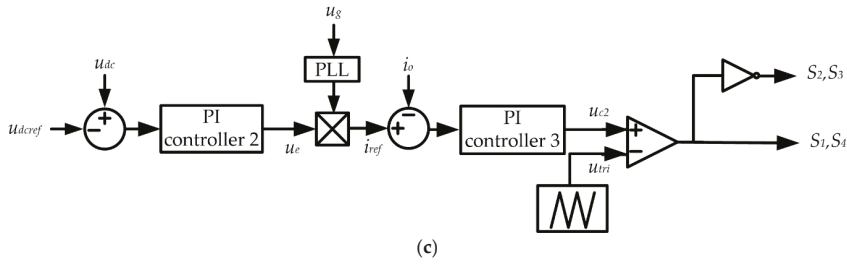 u_g
u_dc
PLL
i_o
S_2,S_3
u_dcref
+
−
PI
controller 2
u_e
i_ref
−
+
PI
controller 3
u_c2
+
−
u_tri
S_1,S_4
(c)